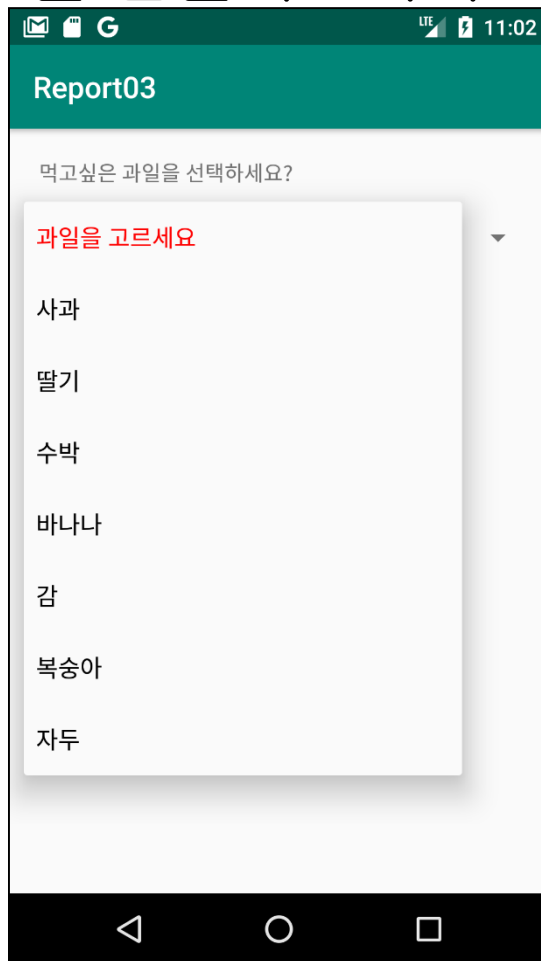 LTE 11:02
Report03
먹고싶은 과일을 선택하세요?
과일을 고르세요
사과
딸기
수박
바나나
감
복숭아
자두